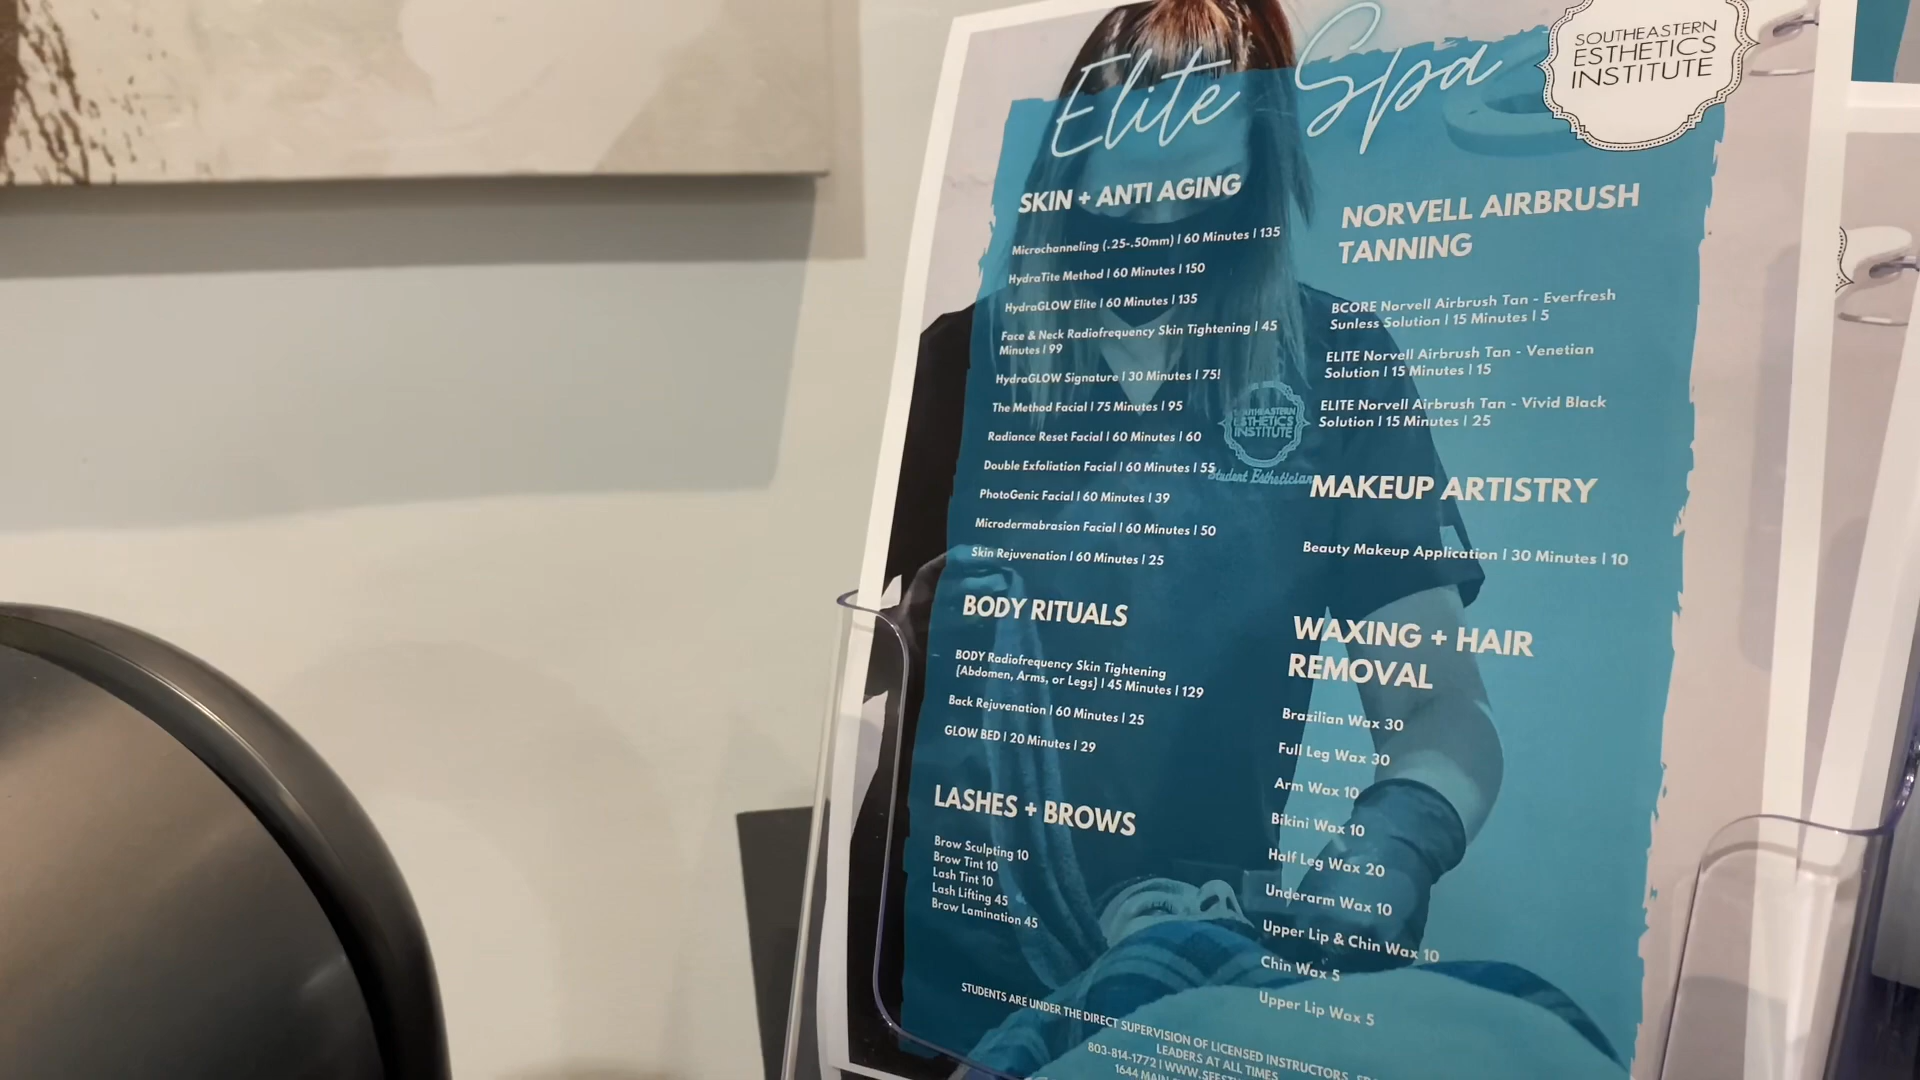 Elite Spa
SOUTHEASTERN
ESTHETICS
INSTITUTE
SKIN + ANTI AGING
Microchanneling (.25-.50mm) | 60 Minutes | 135
HydraTite Method | 60 Minutes | 150
HydraGLOW Elite | 60 Minutes | 135
Face & Neck Radiofrequency Skin Tightening | 45
Minutes | 99
HydraGLOW Signature | 30 Minutes | 75!
The Method Facial | 75 Minutes | 95
Radiance Reset Facial | 60 Minutes | 60
Double Exfoliation Facial | 60 Minutes | 55
PhotoGenic Facial | 60 Minutes | 39
Microdermabrasion Facial | 60 Minutes | 50
Skin Rejuvenation | 60 Minutes | 25
BODY RITUALS
BODY Radiofrequency Skin Tightening
{Abdomen, Arms, or Legs} | 45 Minutes | 129
Back Rejuvenation | 60 Minutes | 25
GLOW BED | 20 Minutes | 29
LASHES + BROWS
Brow Sculpting 10
Brow Tint 10
Lash Tint 10
Lash Lifting 45
Brow Lamination 45
SOUTHEASTERN
ESTHETICS
INSTITUTE
Student Esthetician
NORVELL AIRBRUSH
TANNING
BCORE Norvell Airbrush Tan - Everfresh
Sunless Solution | 15 Minutes | 5
ELITE Norvell Airbrush Tan - Venetian
Solution | 15 Minutes | 15
ELITE Norvell Airbrush Tan - Vivid Black
Solution | 15 Minutes | 25
MAKEUP ARTISTRY
Beauty Makeup Application | 30 Minutes | 10
WAXING + HAIR
REMOVAL
Brazilian Wax 30
Full Leg Wax 30
Arm Wax 10
Bikini Wax 10
Half Leg Wax 20
Underarm Wax 10
Upper Lip & Chin Wax 10
Chin Wax 5
Upper Lip Wax 5
STUDENTS ARE UNDER THE DIRECT SUPERVISION OF LICENSED INSTRUCTORS
LEADERS AT ALL TIMES
803-814-1772 | WWW.
1644 MAIN